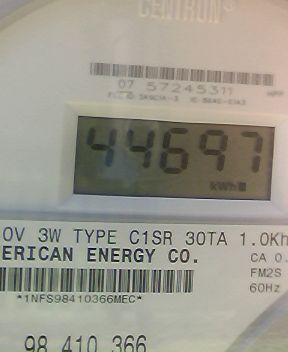 CENTRON®
07 57245311
44697
kWh
0V 3W TYPE C1SR 30TA 1.0Kh
ERICAN ENERGY CO.
CA 0.
FM2S
60Hz
*1NFS98410366MEC*
98 410 366